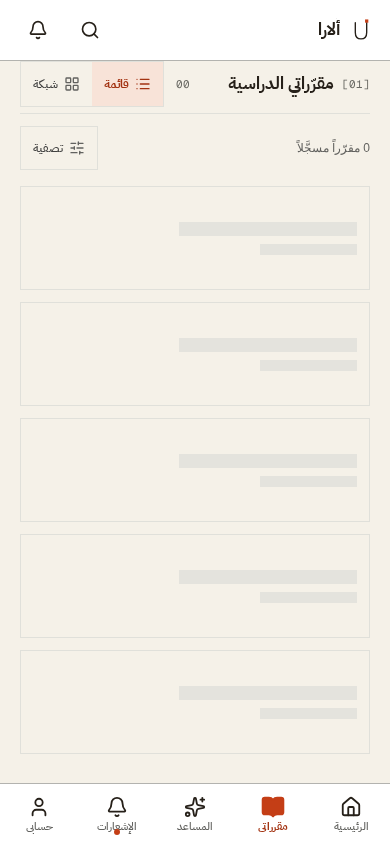 ألارا
[01] مقرّراتي الدراسية 00 قائمة شبكة
0 مقرّراً مسجَّلاً تصفية
الرئيسية مقرراتي المساعد الإشعارات حسابي